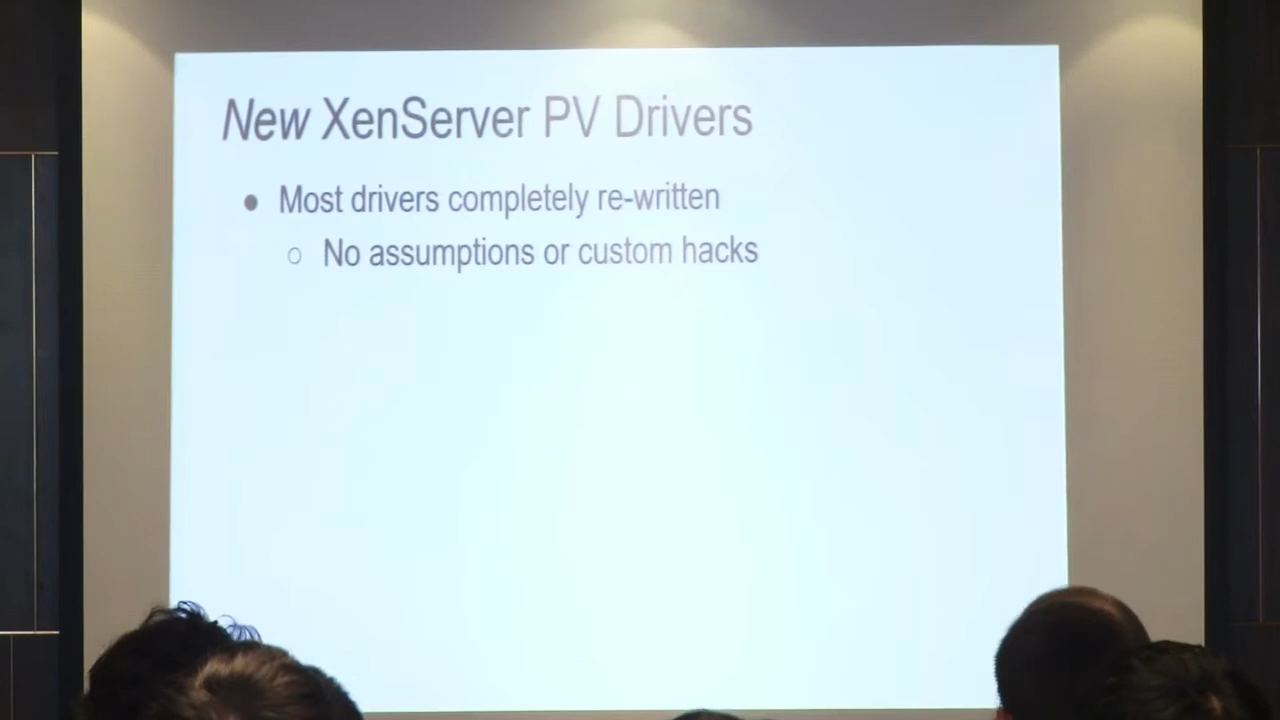 New XenServer PV Drivers
● Most drivers completely re-written
○ No assumptions or custom hacks